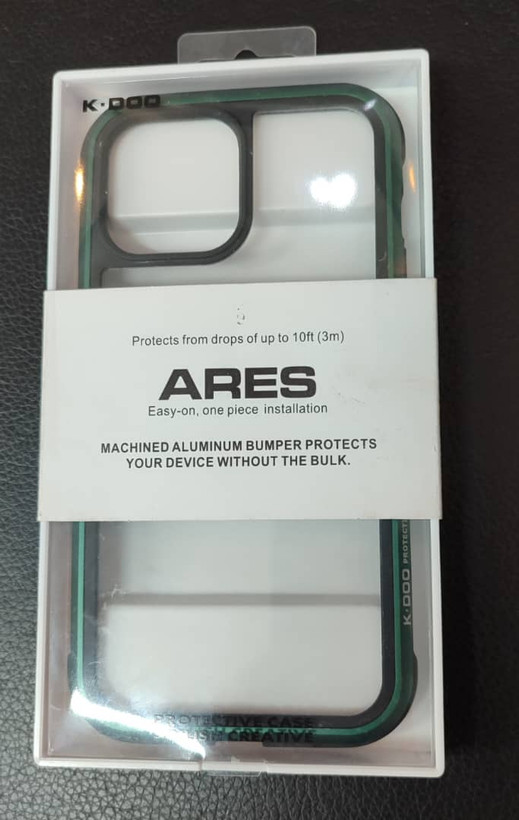 K·DOO
Protects from drops of up to 10ft (3m)
ARES
Easy-on, one piece installation
MACHINED ALUMINUM BUMPER PROTECTS
YOUR DEVICE WITHOUT THE BULK.
K·DOO
PROTECTIVE CASE
CREATIVE